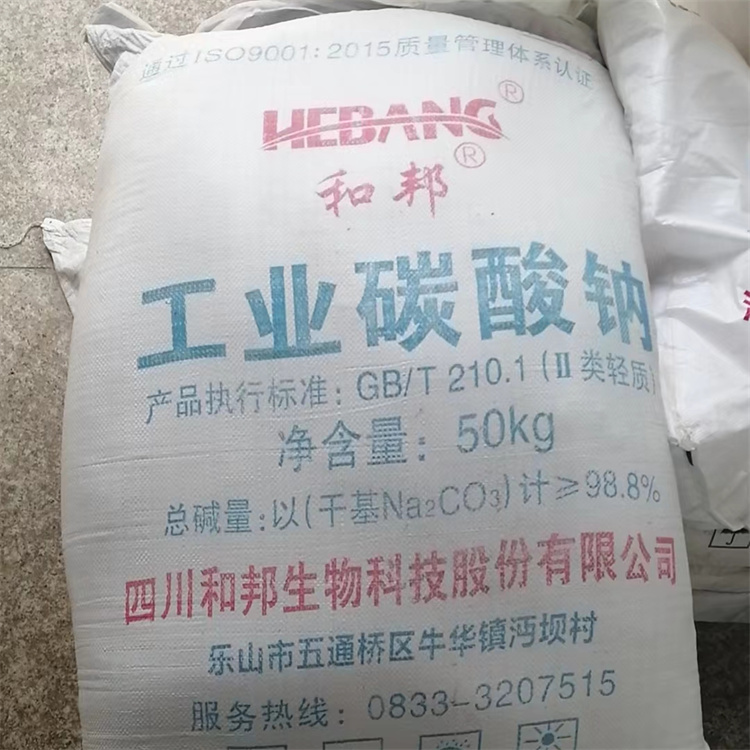 通过ISO9001:2015质量管理体系认证
HEBANG®
和邦®
工业碳酸钠
产品执行标准：GB/T 210.1（Ⅱ类轻质）
净含量：50kg
总碱量：以(干基Na₂CO₃)计≥98.8%
四川和邦生物科技股份有限公司
乐山市五通桥区牛华镇沔坝村
服务热线：0833-3207515